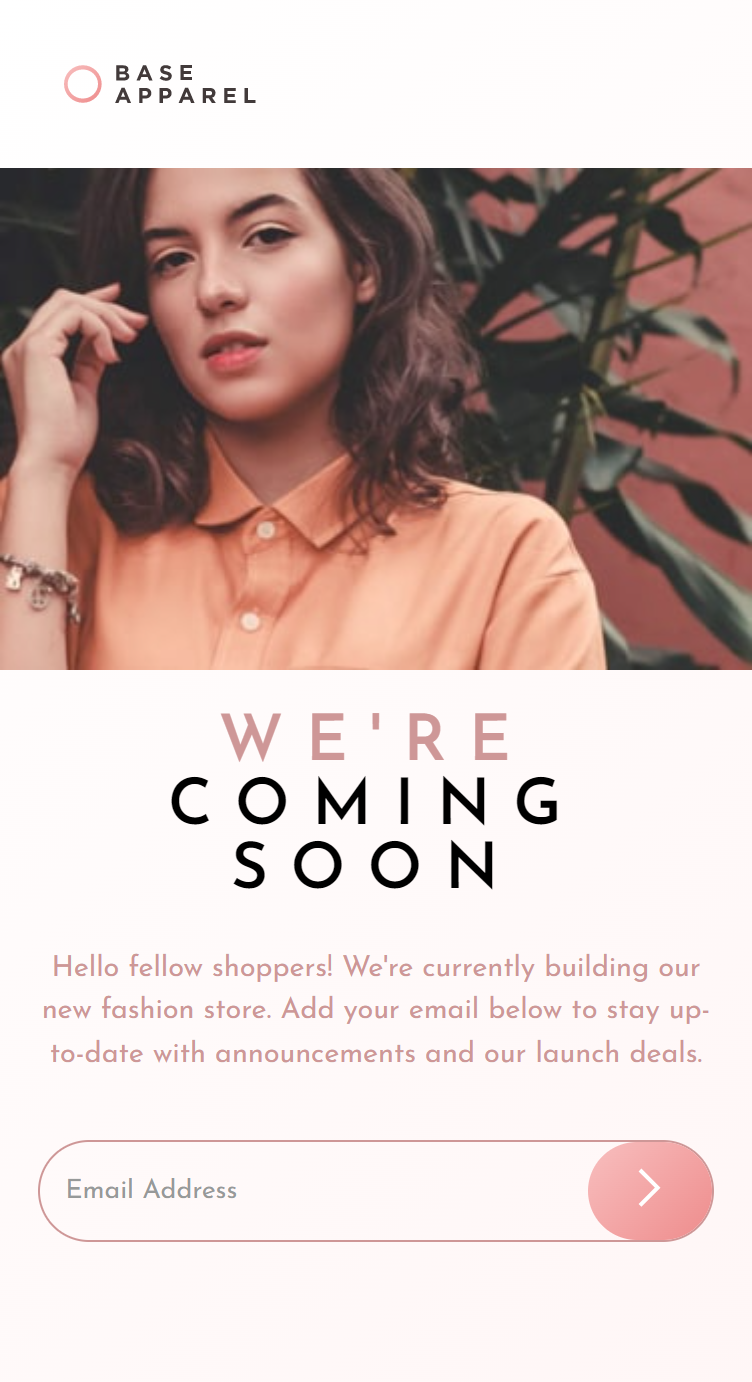 BASE
APPAREL
WE'RE
COMING
SOON
Hello fellow shoppers! We're currently building our
new fashion store. Add your email below to stay up-
to-date with announcements and our launch deals.
Email Address